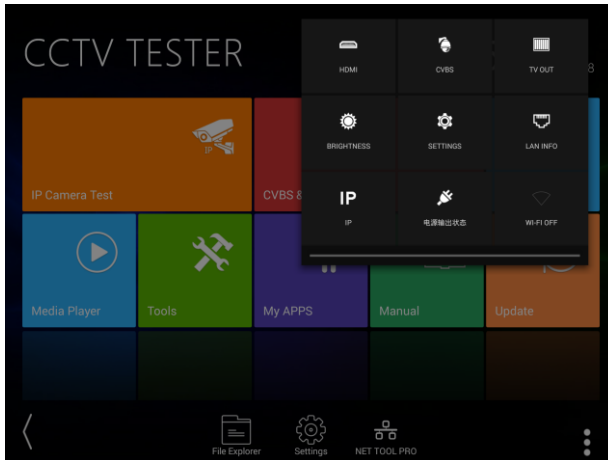 CCTV TESTER
HDMI
CVBS
TV OUT
8
BRIGHTNESS
SETTINGS
LAN INFO
IP
IP Camera Test
CVBS &
IP
IP
电源输出状态
WI-FI OFF
Media Player
Tools
My APPS
Manual
Update
File Explorer
Settings
NET TOOL PRO